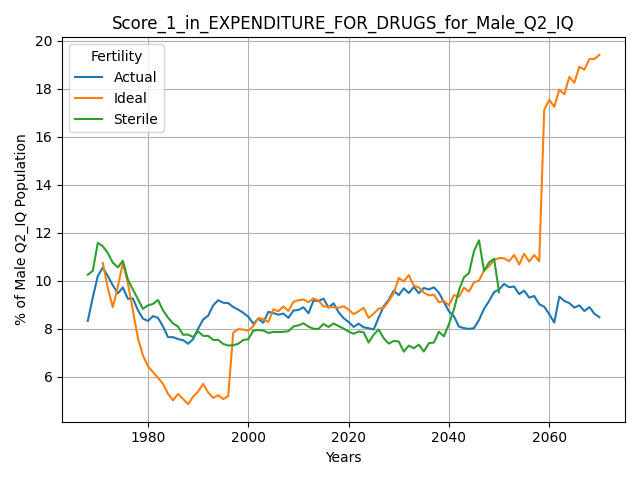 Score_1_in_EXPENDITURE_FOR_DRUGS_for_Male_Q2_IQ
Fertility
Actual
Ideal
Sterile
% of Male Q2_IQ Population
20
18
16
14
12
10
8
6
1980
2000
2020
2040
2060
Years